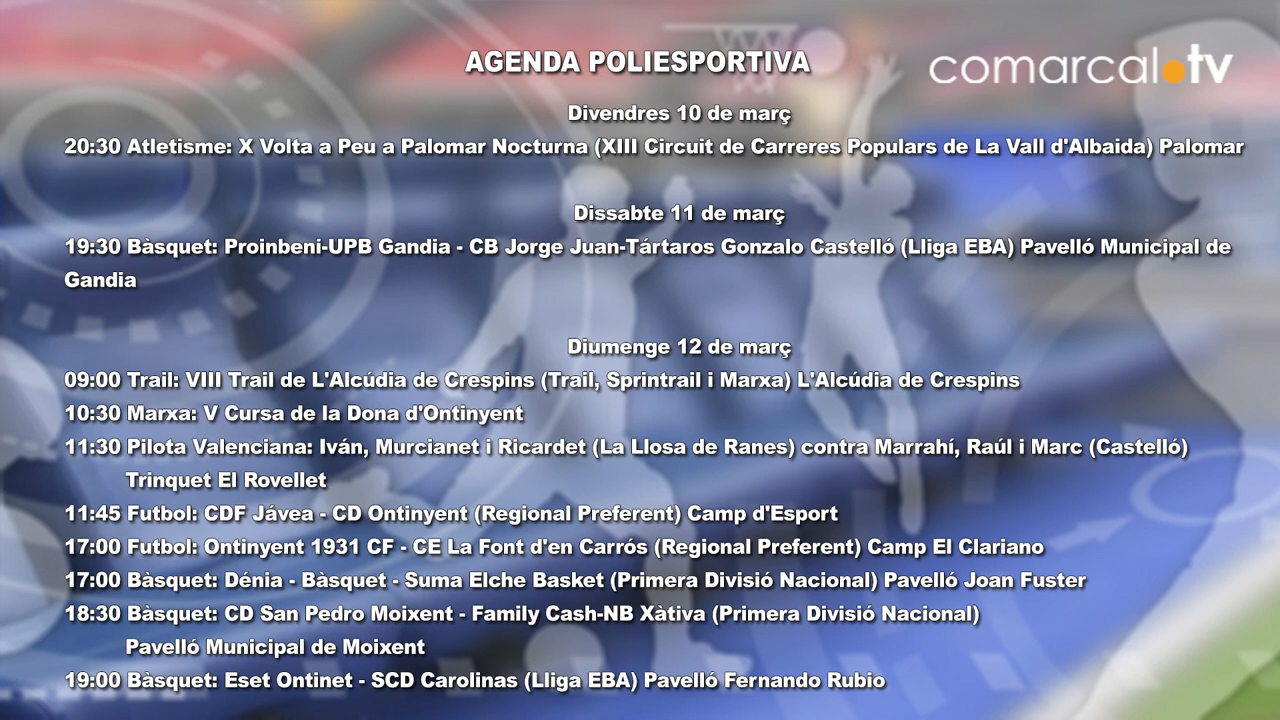 AGENDA POLIESPORTIVA
comarcal.tv
Divendres 10 de març
20:30 Atletisme: X Volta a Peu a Palomar Nocturna (XIII Circuit de Carreres Populars de La Vall d'Albaida) Palomar
Dissabte 11 de març
19:30 Bàsquet: Proinbeni-UPB Gandia - CB Jorge Juan-Tártaros Gonzalo Castelló (Lliga EBA) Pavelló Municipal de
Gandia
Diumenge 12 de març
09:00 Trail: VIII Trail de L'Alcúdia de Crespins (Trail, Sprintrail i Marxa) L'Alcúdia de Crespins
10:30 Marxa: V Cursa de la Dona d'Ontinyent
11:30 Pilota Valenciana: Iván, Murcianet i Ricardet (La Llosa de Ranes) contra Marrahí, Raúl i Marc (Castelló)
Trinquet El Rovellet
11:45 Futbol: CDF Jávea - CD Ontinyent (Regional Preferent) Camp d'Esport
17:00 Futbol: Ontinyent 1931 CF - CE La Font d'en Carrós (Regional Preferent) Camp El Clariano
17:00 Bàsquet: Dénia - Bàsquet - Suma Elche Basket (Primera Divisió Nacional) Pavelló Joan Fuster
18:30 Bàsquet: CD San Pedro Moixent - Family Cash-NB Xàtiva (Primera Divisió Nacional)
Pavelló Municipal de Moixent
19:00 Bàsquet: Eset Ontinet - SCD Carolinas (Lliga EBA) Pavelló Fernando Rubio